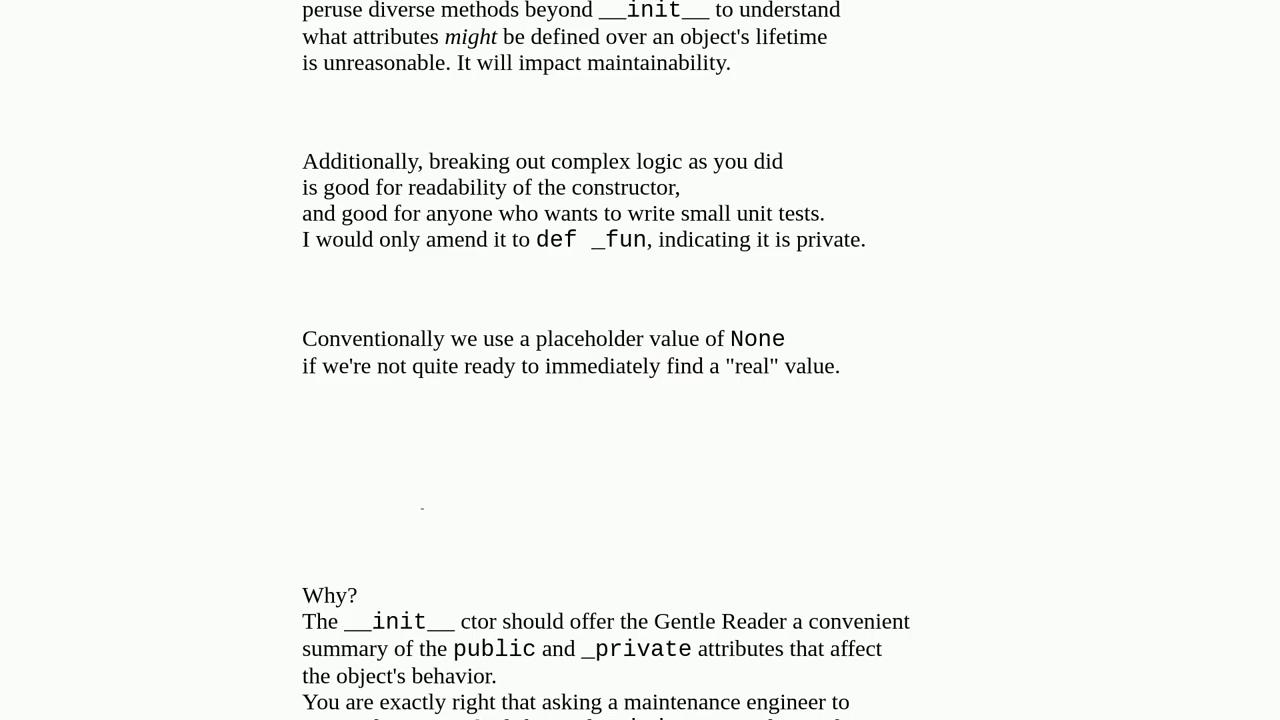 peruse diverse methods beyond __init__ to understand
what attributes might be defined over an object's lifetime
is unreasonable. It will impact maintainability.
Additionally, breaking out complex logic as you did
is good for readability of the constructor,
and good for anyone who wants to write small unit tests.
I would only amend it to def _fun, indicating it is private.
Conventionally we use a placeholder value of None
if we're not quite ready to immediately find a "real" value.
-
Why?
The __init__ ctor should offer the Gentle Reader a convenient
summary of the public and _private attributes that affect
the object's behavior.
You are exactly right that asking a maintenance engineer to